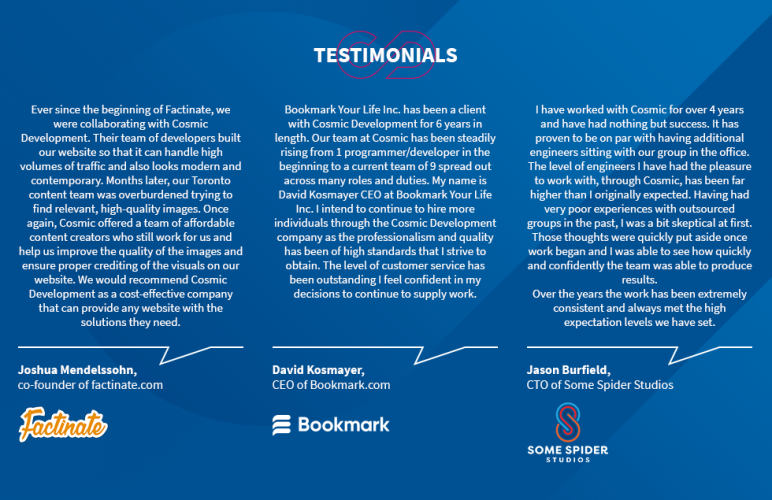 TESTIMONIALS
Ever since the beginning of Factinate, we
were collaborating with Cosmic
Development. Their team of developers built
our website so that it can handle high
volumes of traffic and also looks modern and
contemporary. Months later, our Toronto
content team was overburdened trying to
find relevant, high-quality images. Once
again, Cosmic offered a team of affordable
content creators who still work for us and
help us improve the quality of the images and
ensure proper crediting of the visuals on our
website. We would recommend Cosmic
Development as a cost-effective company
that can provide any website with the
solutions they need.
Joshua Mendelssohn,
co-founder of factinate.com
Factinate
Bookmark Your Life Inc. has been a client
with Cosmic Development for 6 years in
length. Our team at Cosmic has been steadily
rising from 1 programmer/developer in the
beginning to a current team of 9 spread out
across many roles and duties. My name is
David Kosmayer CEO at Bookmark Your Life
Inc. I intend to continue to hire more
individuals through the Cosmic Development
company as the professionalism and quality
has been of high standards that I strive to
obtain. The level of customer service has
been outstanding I feel confident in my
decisions to continue to supply work.
David Kosmayer,
CEO of Bookmark.com
Bookmark
I have worked with Cosmic for over 4 years
and have had nothing but success. It has
proven to be on par with having additional
engineers sitting with our group in the office.
The level of engineers I have had the pleasure
to work with, through Cosmic, has been far
higher than I originally expected. Having had
very poor experiences with outsourced
groups in the past, I was a bit skeptical at first.
Those thoughts were quickly put aside once
work began and I was able to see how quickly
and confidently the team was able to produce
results.
Over the years the work has been extremely
consistent and always met the high
expectation levels we have set.
Jason Burfield,
CTO of Some Spider Studios
SOME SPIDER
STUDIOS